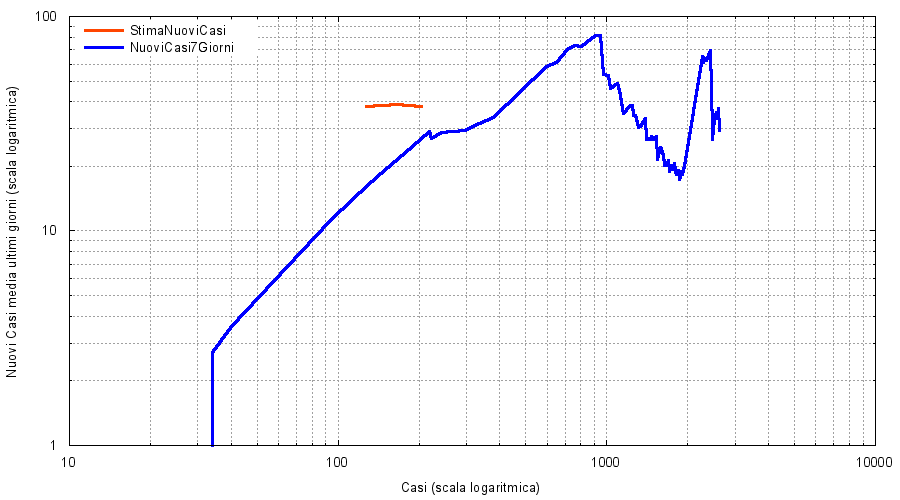 100
StimaNuoviCasi
NuoviCasi7Giorni
10
1
Nuovi Casi media ultimi giorni (scala logaritmica)
10
100
1000
10000
Casi (scala logaritmica)